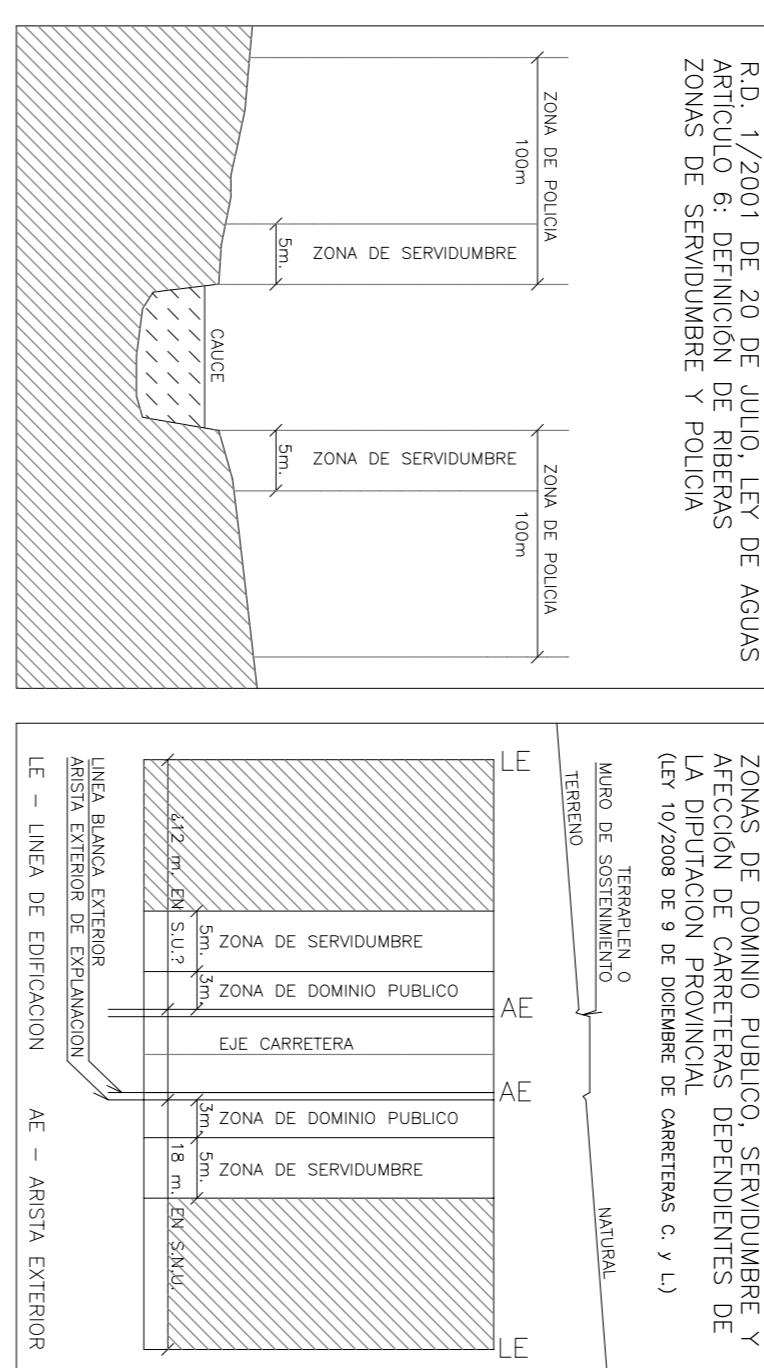 R.D. 1/2001 DE 20 DE JULIO, LEY DE AGUAS
ARTÍCULO 6: DEFINICIÓN DE RIBERAS
ZONAS DE SERVIDUMBRE Y POLICIA
ZONA DE POLICIA
100m
ZONA DE SERVIDUMBRE
5m.
CAUCE
ZONA DE SERVIDUMBRE
5m.
ZONA DE POLICIA
100m
ZONAS DE DOMINIO PUBLICO, SERVIDUMBRE Y
AFECCIÓN DE CARRETERAS DEPENDIENTES DE
LA DIPUTACION PROVINCIAL
(LEY 10/2008 DE 9 DE DICIEMBRE DE CARRETERAS C. y L.)
TERRAPLEN O
MURO DE SOSTENIMIENTO
TERRENO
NATURAL
LE
AE
AE
LE
¿12 m. EN S.U.?
5m.
ZONA DE SERVIDUMBRE
3m.
ZONA DE DOMINIO PUBLICO
EJE CARRETERA
3m.
ZONA DE DOMINIO PUBLICO
5m.
ZONA DE SERVIDUMBRE
18 m. EN S.N.U.
LINEA BLANCA EXTERIOR
ARISTA EXTERIOR DE EXPLANACION
LE – LINEA DE EDIFICACION AE – ARISTA EXTERIOR